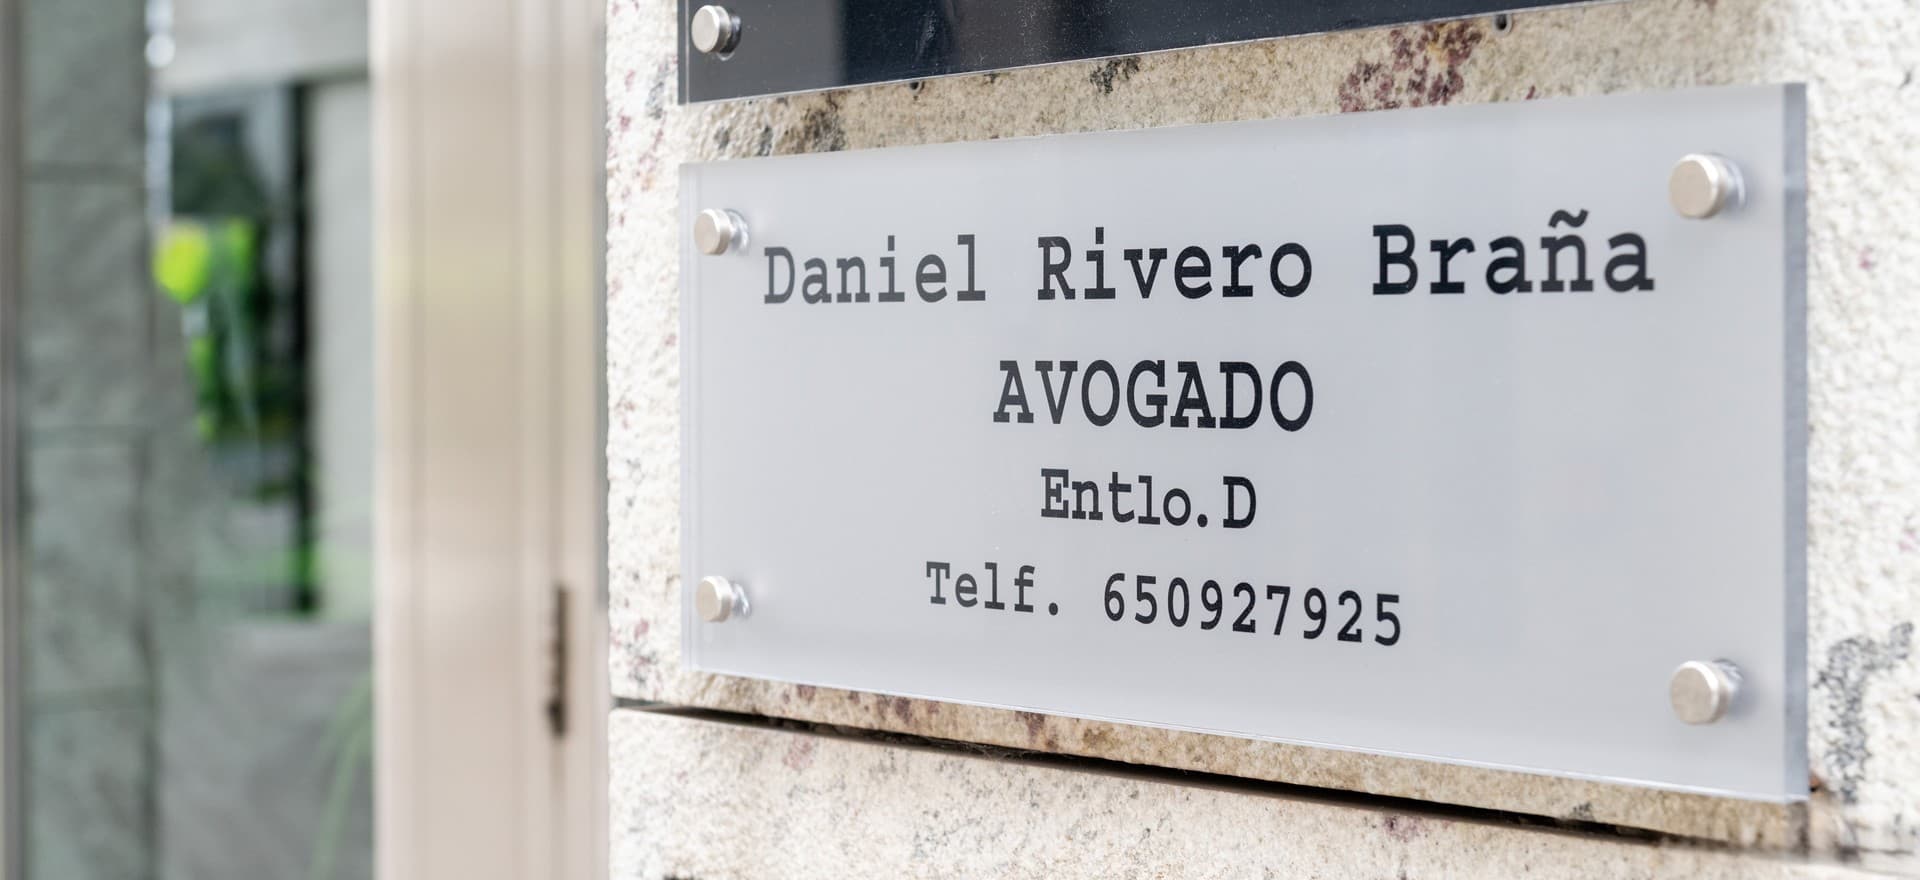 Daniel Rivero Braña
AVOGADO
Entlo.D
Telf. 650927925